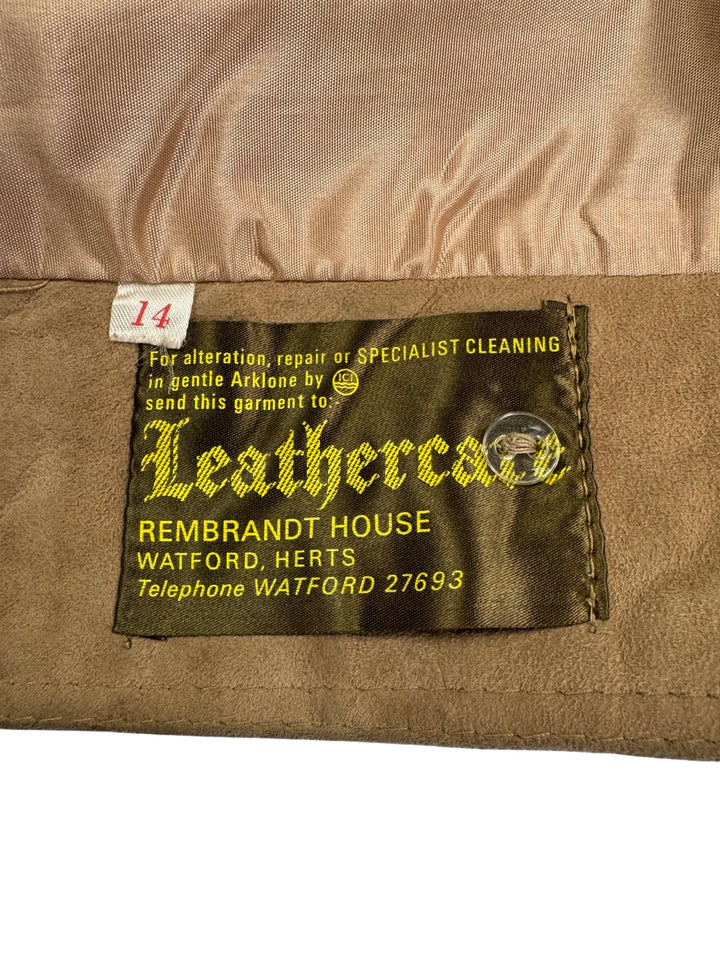 14
For alteration, repair or SPECIALIST CLEANING
in gentle Arklone by ICI
send this garment to:-
Leathercare
REMBRANDT HOUSE
WATFORD, HERTS
Telephone WATFORD 27693